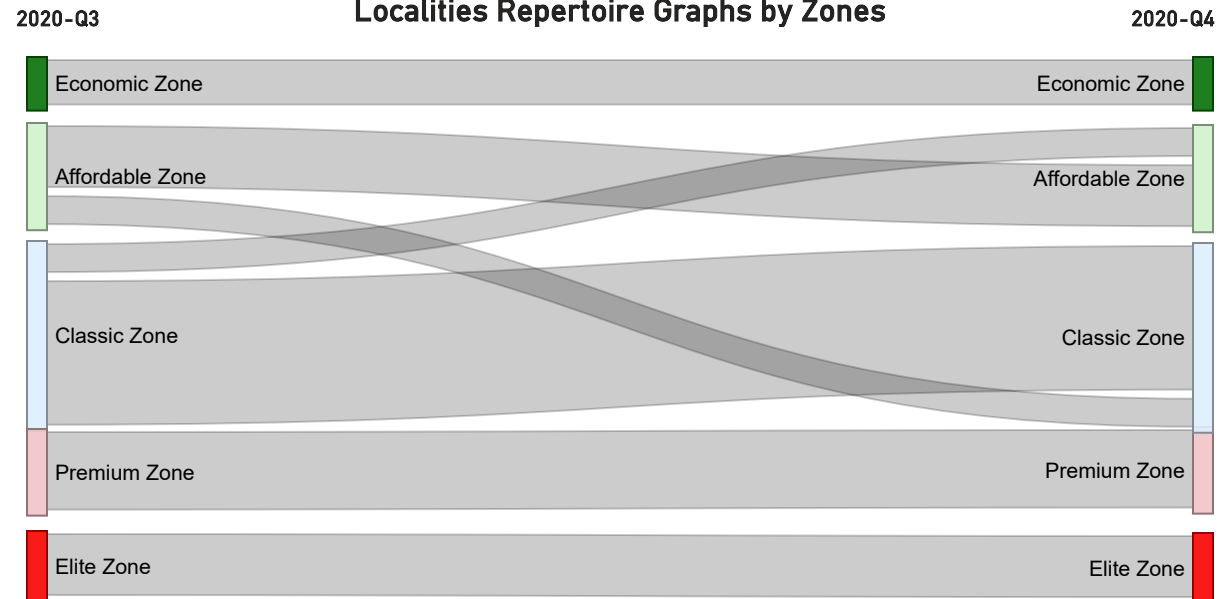 Localities Repertoire Graphs by Zones
2020-Q3 2020-Q4
Economic Zone Economic Zone
Affordable Zone Affordable Zone
Classic Zone Classic Zone
Premium Zone Premium Zone
Elite Zone Elite Zone